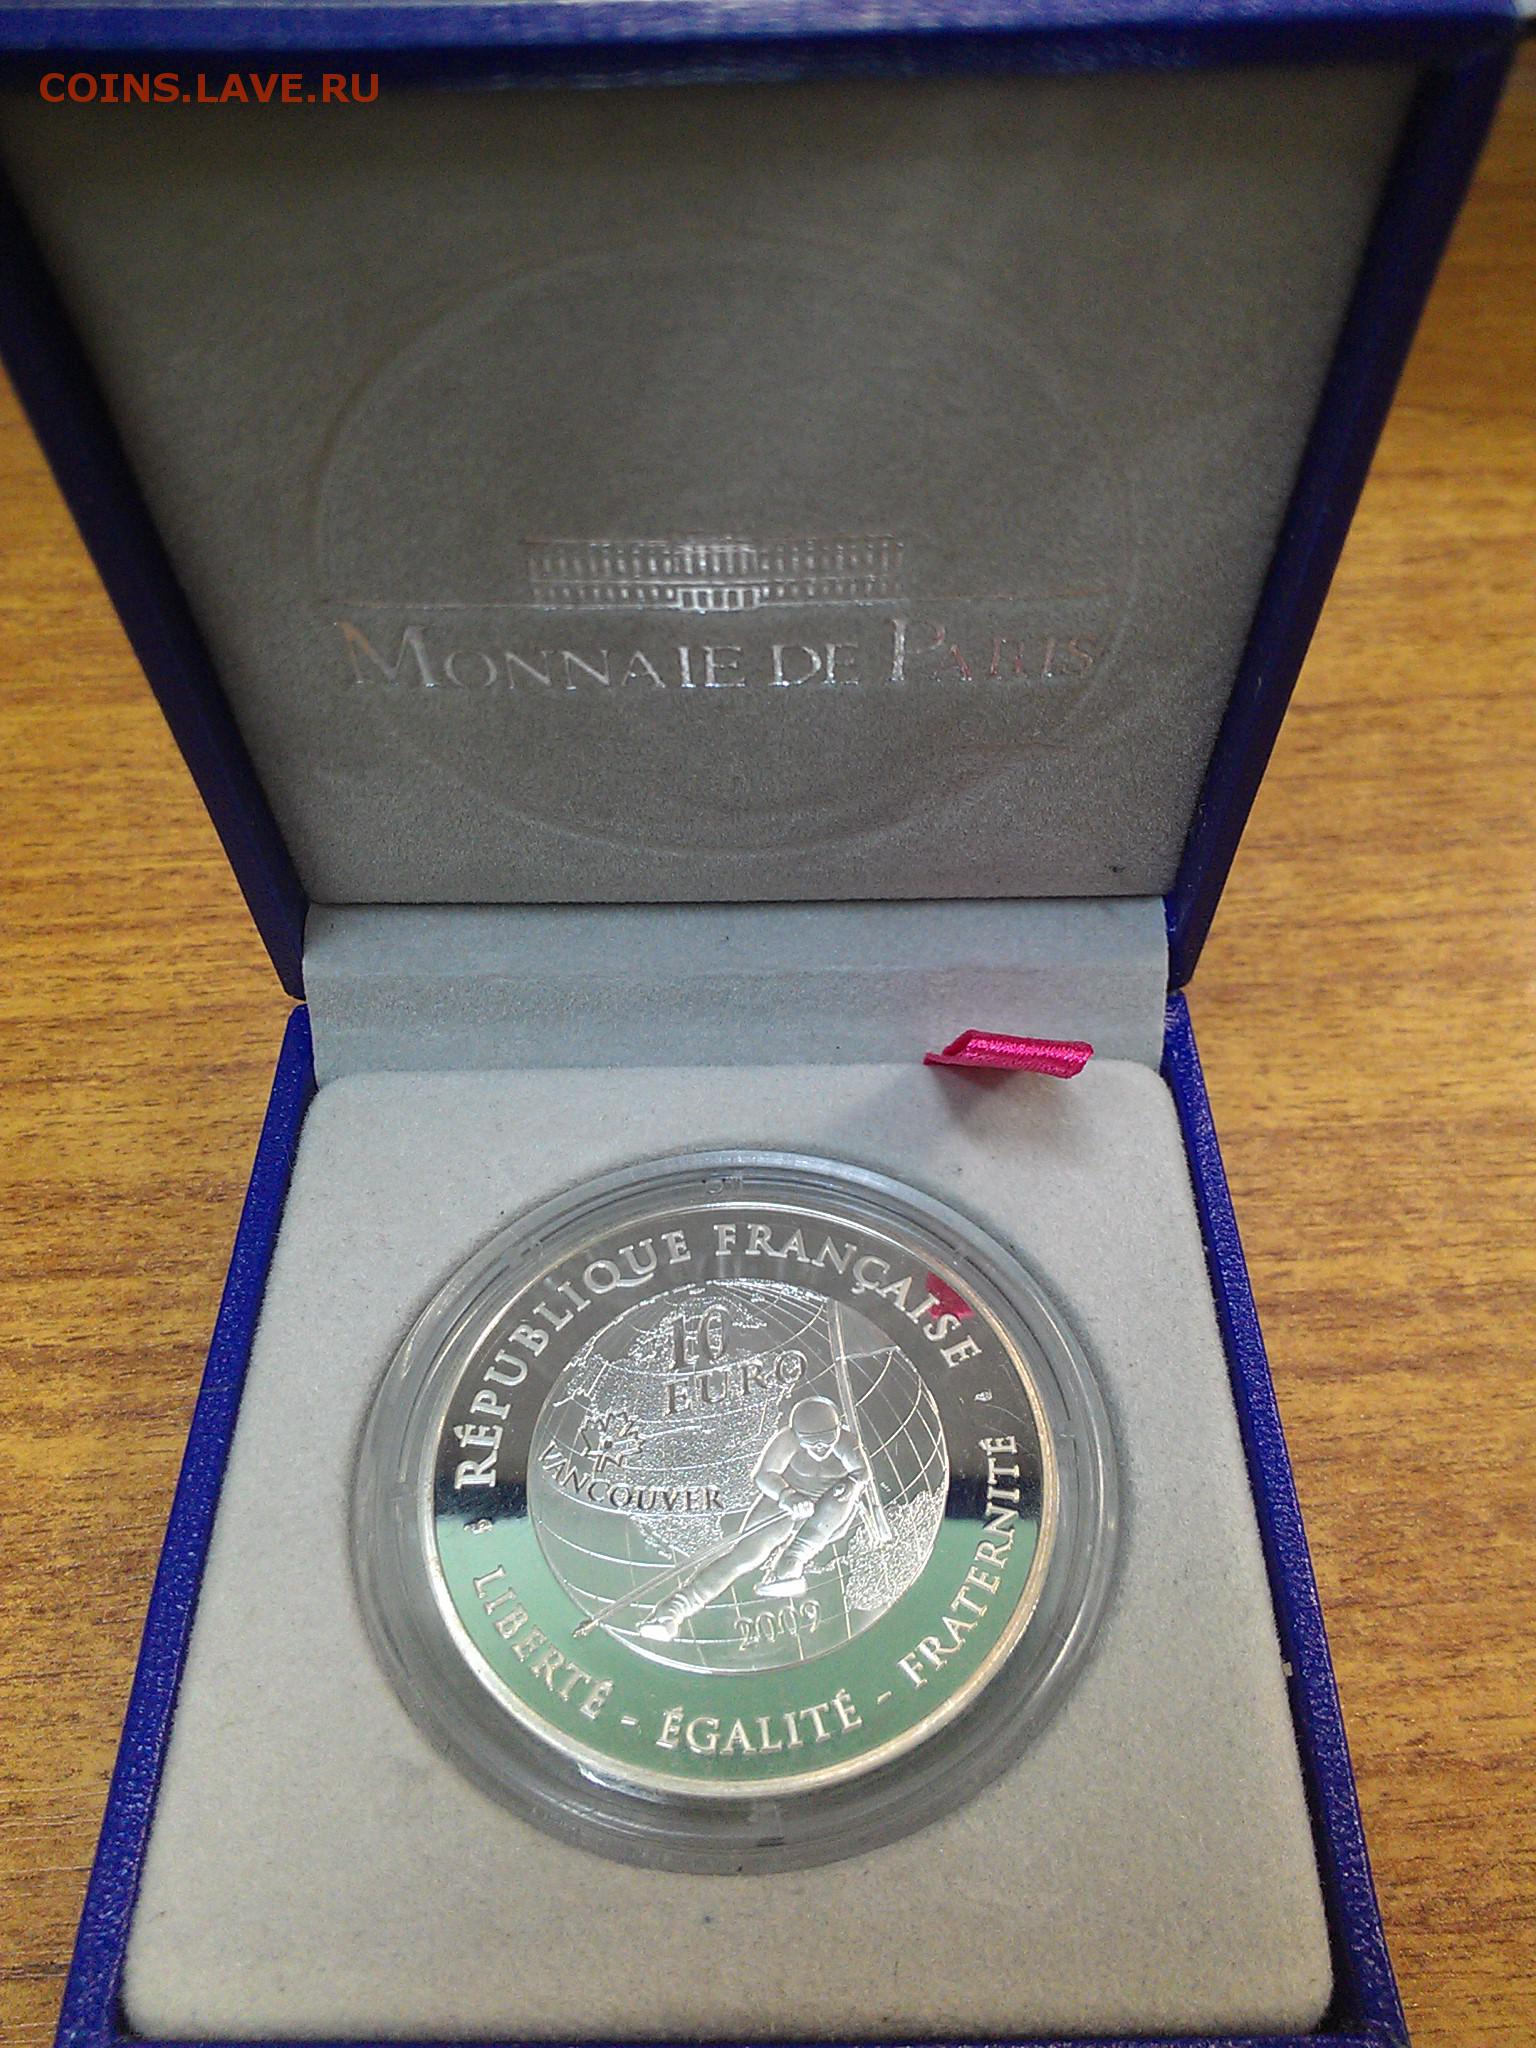 COINS.LAVE.RU
MONNAIE DE PARIS
RÉPUBLIQUE FRANÇAISE
10
EURO
VANCOUVER
2009
LIBERTÉ - ÉGALITÉ - FRATERNITÉ